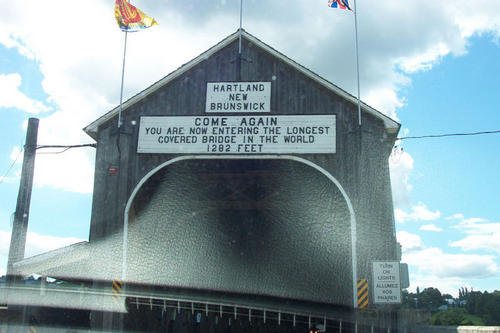 HARTLAND
NEW
BRUNSWICK
COME AGAIN
YOU ARE NOW ENTERING THE LONGEST
COVERED BRIDGE IN THE WORLD
1282 FEET
TURN
ON
LIGHTS
ALLUMEZ
VOS
PHARES